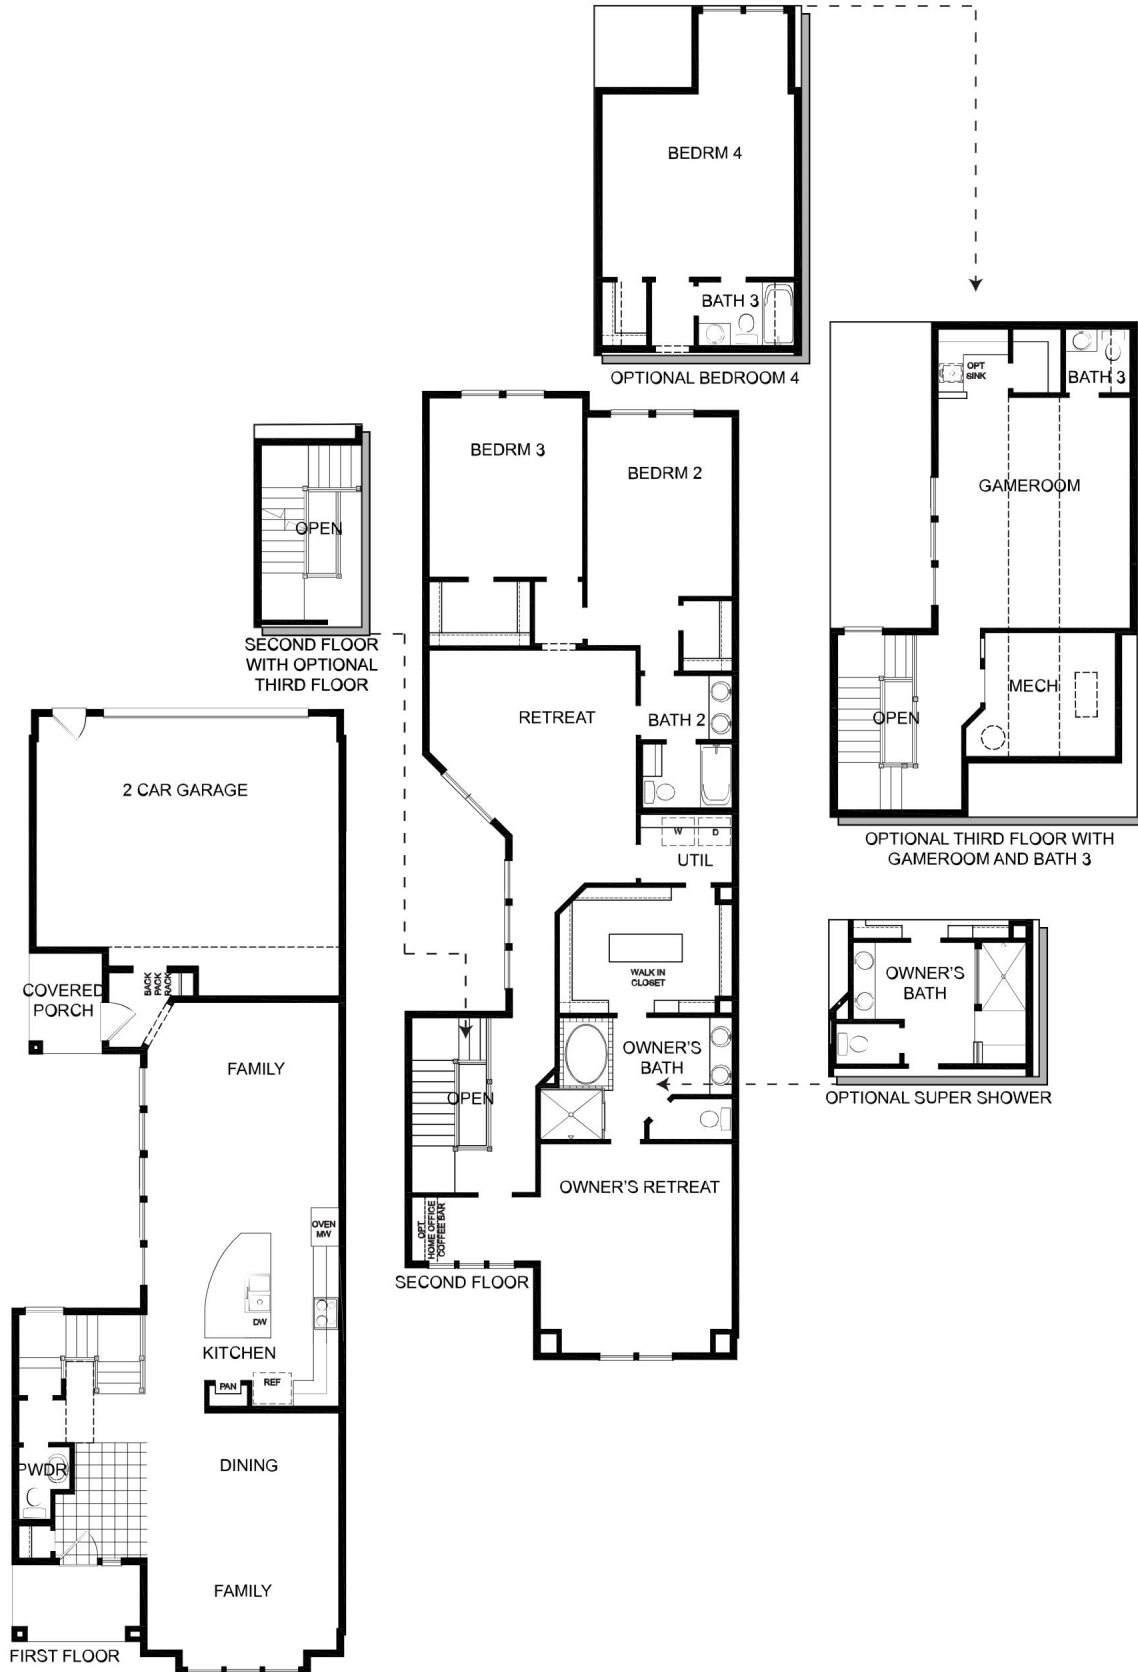 BEDRM 4
BATH 3
OPTIONAL BEDROOM 4
OPT
SINK
BATH 3
GAMEROOM
MECH
OPEN
OPTIONAL THIRD FLOOR WITH
GAMEROOM AND BATH 3
OPEN
SECOND FLOOR
WITH OPTIONAL
THIRD FLOOR
BEDRM 3
BEDRM 2
RETREAT
BATH 2
W
D
UTIL
WALK IN
CLOSET
OWNER'S
BATH
OPEN
OWNER'S RETREAT
OPT
HOME OFFICE
COFFEE BAR
SECOND FLOOR
OWNER'S
BATH
OPTIONAL SUPER SHOWER
2 CAR GARAGE
COVERED
PORCH
BACK
PACK
RACK
FAMILY
OVEN
MW
DW
KITCHEN
PAN
REF
PWDR
DINING
FAMILY
FIRST FLOOR